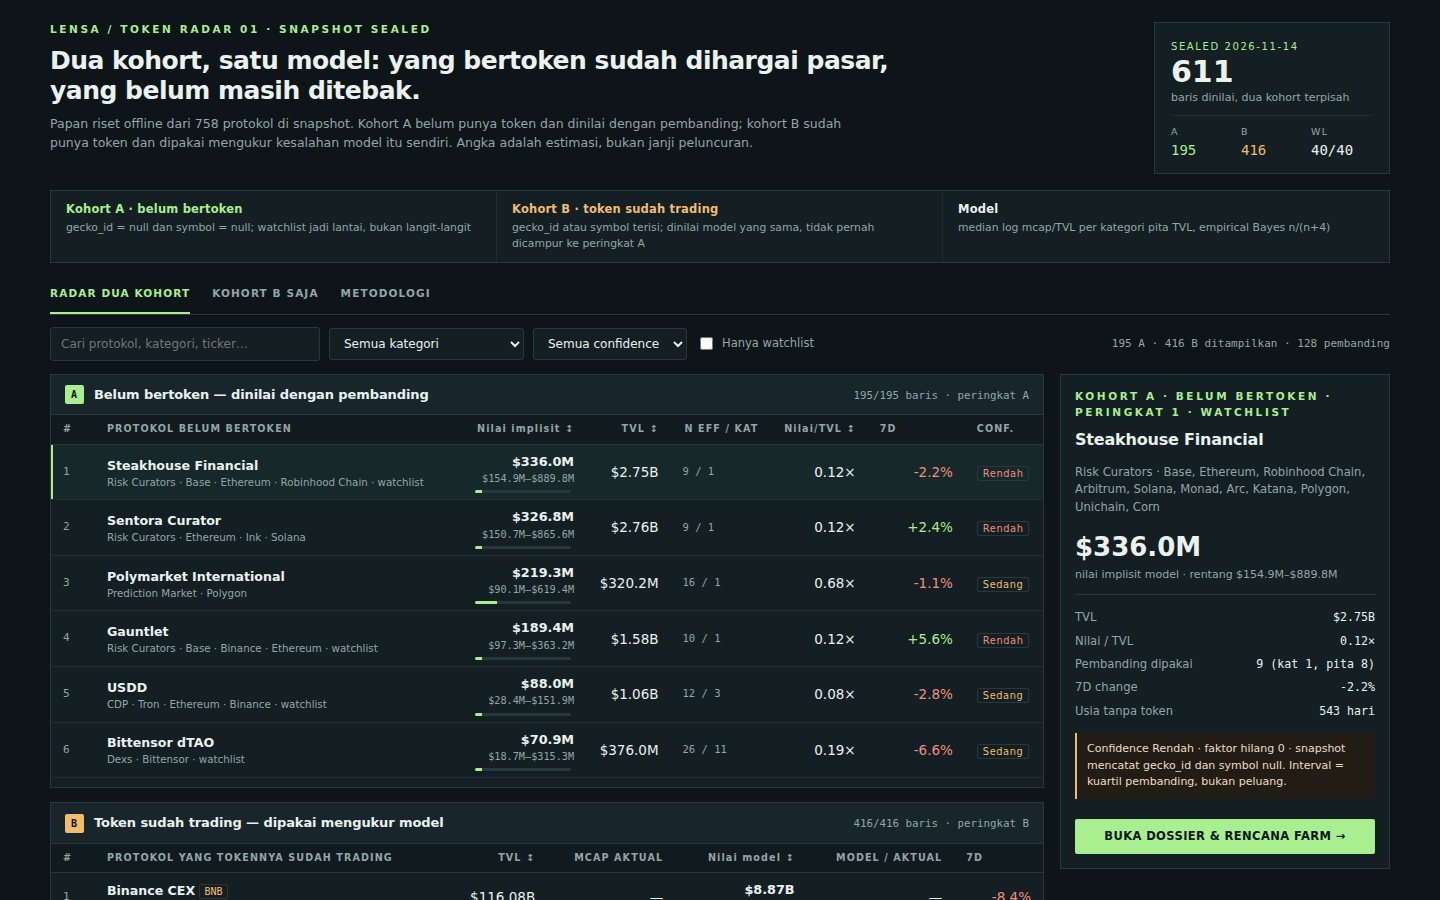 LENSA / TOKEN RADAR 01 · SNAPSHOT SEALED
Dua kohort, satu model: yang bertoken sudah dihargai pasar,
yang belum masih ditebak.
Papan riset offline dari 758 protokol di snapshot. Kohort A belum punya token dan dinilai dengan pembanding; kohort B sudah
punya token dan dipakai mengukur kesalahan model itu sendiri. Angka adalah estimasi, bukan janji peluncuran.
SEALED 2026-11-14
611
baris dinilai, dua kohort terpisah
A B WL
195 416 40/40
Kohort A · belum bertoken
gecko_id = null dan symbol = null; watchlist jadi lantai, bukan langit-langit
Kohort B · token sudah trading
gecko_id atau symbol terisi; dinilai model yang sama, tidak pernah
dicampur ke peringkat A
Model
median log mcap/TVL per kategori pita TVL, empirical Bayes n/(n+4)
RADAR DUA KOHORT KOHORT B SAJA METODOLOGI
Cari protokol, kategori, ticker... Semua kategori Semua confidence Hanya watchlist 195 A · 416 B ditampilkan · 128 pembanding
A Belum bertoken — dinilai dengan pembanding 195/195 baris · peringkat A
# PROTOKOL BELUM BERTOKEN Nilai implisit ↕ TVL ↕ N EFF / KAT Nilai/TVL ↕ 7D CONF.
1 Steakhouse Financial $336.0M $2.75B 9 / 1 0.12× -2.2% Rendah
Risk Curators · Base · Ethereum · Robinhood Chain · watchlist $154.9M–$889.8M
2 Sentora Curator $326.8M $2.76B 9 / 1 0.12× +2.4% Rendah
Risk Curators · Ethereum · Ink · Solana $150.7M–$865.6M
3 Polymarket International $219.3M $320.2M 16 / 1 0.68× -1.1% Sedang
Prediction Market · Polygon $90.1M–$619.4M
4 Gauntlet $189.4M $1.58B 10 / 1 0.12× +5.6% Rendah
Risk Curators · Base · Binance · Ethereum · watchlist $97.3M–$363.2M
5 USDD $88.0M $1.06B 12 / 3 0.08× -2.8% Sedang
CDP · Tron · Ethereum · Binance · watchlist $28.4M–$151.9M
6 Bittensor dTAO $70.9M $376.0M 26 / 11 0.19× -6.6% Sedang
Dexs · Bittensor · watchlist $18.7M–$315.3M
B Token sudah trading — dipakai mengukur model 416/416 baris · peringkat B
# PROTOKOL YANG TOKENNYA SUDAH TRADING TVL ↕ MCAP AKTUAL Nilai model ↕ MODEL / AKTUAL 7D
1 Binance CEX BNB $116.08B — $8.87B — -8.4%
KOHORT A · BELUM BERTOKEN ·
PERINGKAT 1 · WATCHLIST
Steakhouse Financial
Risk Curators · Base, Ethereum, Robinhood Chain,
Arbitrum, Solana, Monad, Arc, Katana, Polygon,
Unichain, Corn
$336.0M
nilai implisit model · rentang $154.9M–$889.8M
TVL $2.75B
Nilai / TVL 0.12×
Pembanding dipakai 9 (kat 1, pita 8)
7D change -2.2%
Usia tanpa token 543 hari
Confidence Rendah · faktor hilang 0 · snapshot
mencatat gecko_id dan symbol null. Interval =
kuartil pembanding, bukan peluang.
BUKA DOSSIER & RENCANA FARM →